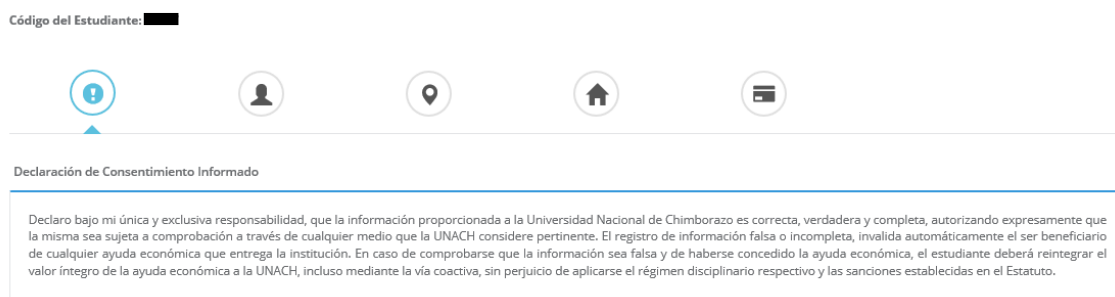 Código del Estudiante:
Declaración de Consentimiento Informado
Declaro bajo mi única y exclusiva responsabilidad, que la información proporcionada a la Universidad Nacional de Chimborazo es correcta, verdadera y completa, autorizando expresamente que
la misma sea sujeta a comprobación a través de cualquier medio que la UNACH considere pertinente. El registro de información falsa o incompleta, invalida automáticamente el ser beneficiario
de cualquier ayuda económica que entrega la institución. En caso de comprobarse que la información sea falsa y de haberse concedido la ayuda económica, el estudiante deberá reintegrar el
valor íntegro de la ayuda económica a la UNACH, incluso mediante la vía coactiva, sin perjuicio de aplicarse el régimen disciplinario respectivo y las sanciones establecidas en el Estatuto.